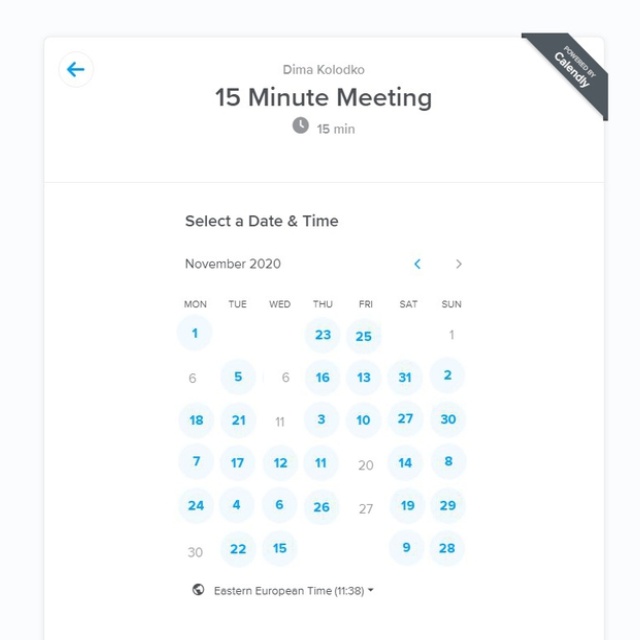 POWERED BY
Calendly
Dima Kolodko
15 Minute Meeting
15 min
Select a Date & Time
November 2020
MON TUE WED THU FRI SAT SUN
1 23 25 1
6 5 6 16 13 31 2
18 21 11 3 10 27 30
7 17 12 11 20 14 8
24 4 6 26 27 19 29
30 22 15 9 28
Eastern European Time (11:38)